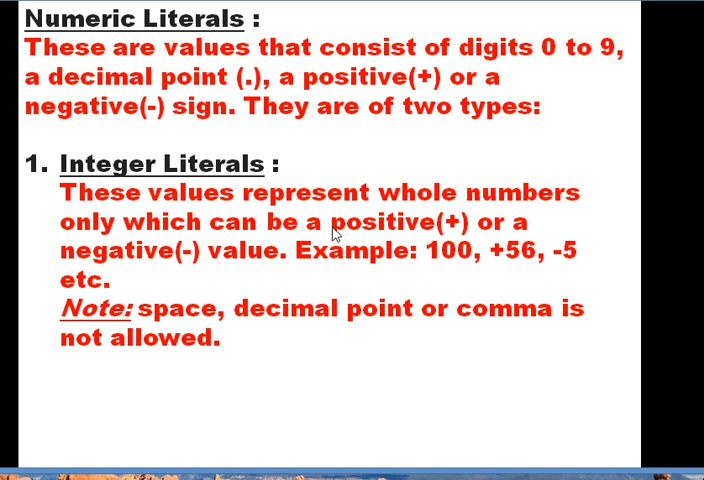 Numeric Literals :
These are values that consist of digits 0 to 9,
a decimal point (.), a positive(+) or a
negative(-) sign. They are of two types:
1. Integer Literals :
These values represent whole numbers
only which can be a positive(+) or a
negative(-) value. Example: 100, +56, -5
etc.
Note: space, decimal point or comma is
not allowed.